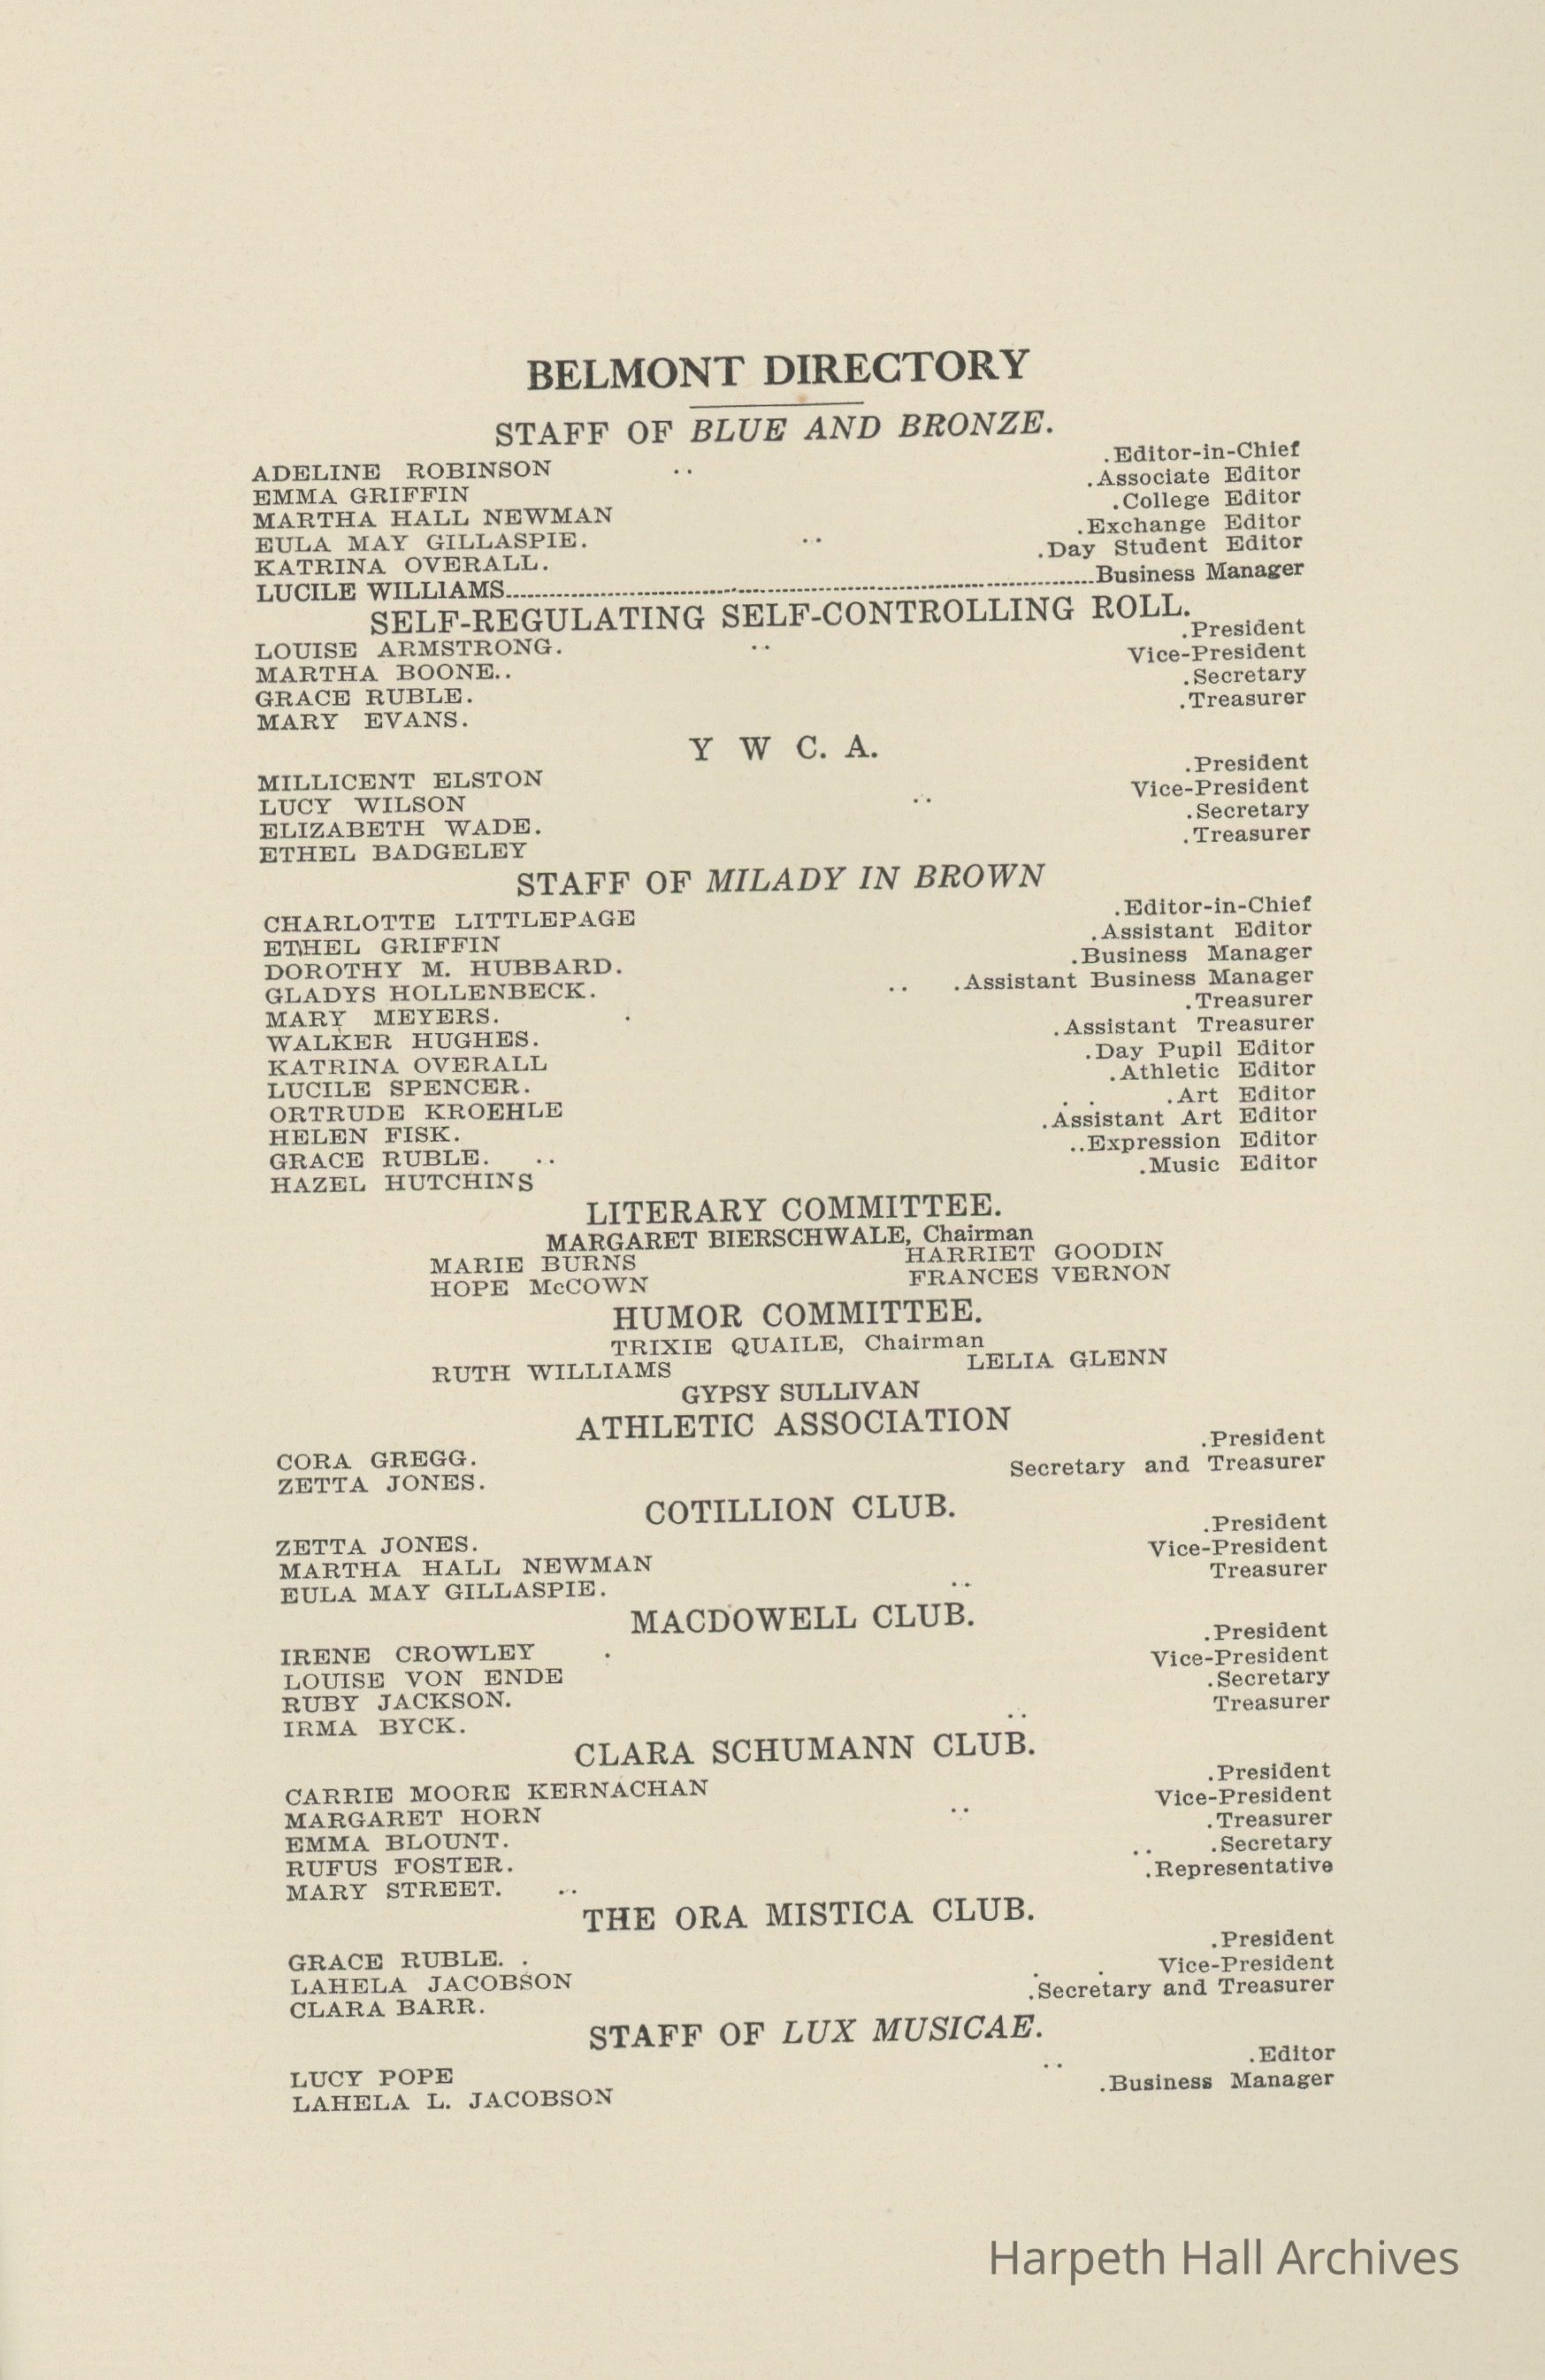 BELMONT DIRECTORY
STAFF OF BLUE AND BRONZE.
ADELINE ROBINSON .. .Editor-in-Chief
EMMA GRIFFIN .Associate Editor
MARTHA HALL NEWMAN .College Editor
EULA MAY GILLASPIE. .. .Exchange Editor
KATRINA OVERALL. .Day Student Editor
LUCILE WILLIAMS..........Business Manager
SELF-REGULATING SELF-CONTROLLING ROLL.
LOUISE ARMSTRONG. .. .President
MARTHA BOONE.. Vice-President
GRACE RUBLE. .Secretary
MARY EVANS. .Treasurer
Y W C. A.
MILLICENT ELSTON .President
LUCY WILSON .. Vice-President
ELIZABETH WADE. .Secretary
ETHEL BADGELEY .Treasurer
STAFF OF MILADY IN BROWN
CHARLOTTE LITTLEPAGE .Editor-in-Chief
ETHEL GRIFFIN .Assistant Editor
DOROTHY M. HUBBARD. .Business Manager
GLADYS HOLLENBECK. .. .Assistant Business Manager
MARY MEYERS. . .Treasurer
WALKER HUGHES. .Assistant Treasurer
KATRINA OVERALL .Day Pupil Editor
LUCILE SPENCER. .Athletic Editor
ORTRUDE KROEHLE . . .Art Editor
HELEN FISK. .Assistant Art Editor
GRACE RUBLE. .. ..Expression Editor
HAZEL HUTCHINS .Music Editor
LITERARY COMMITTEE.
MARGARET BIERSCHWALE, Chairman
MARIE BURNS HARRIET GOODIN
HOPE McCOWN FRANCES VERNON
HUMOR COMMITTEE.
TRIXIE QUAILE, Chairman
RUTH WILLIAMS LELIA GLENN
GYPSY SULLIVAN
ATHLETIC ASSOCIATION
CORA GREGG. .President
ZETTA JONES. Secretary and Treasurer
COTILLION CLUB.
ZETTA JONES. .President
MARTHA HALL NEWMAN Vice-President
EULA MAY GILLASPIE. .. Treasurer
MACDOWELL CLUB.
IRENE CROWLEY . .President
LOUISE VON ENDE Vice-President
RUBY JACKSON. .Secretary
IRMA BYCK. .. Treasurer
CLARA SCHUMANN CLUB.
CARRIE MOORE KERNACHAN .President
MARGARET HORN .. Vice-President
EMMA BLOUNT. .Treasurer
RUFUS FOSTER. .. .Secretary
MARY STREET. .. .Representative
THE ORA MISTICA CLUB.
GRACE RUBLE. . .President
LAHELA JACOBSON . . Vice-President
CLARA BARR. .Secretary and Treasurer
STAFF OF LUX MUSICAE.
LUCY POPE .. .Editor
LAHELA L. JACOBSON .Business Manager
Harpeth Hall Archives